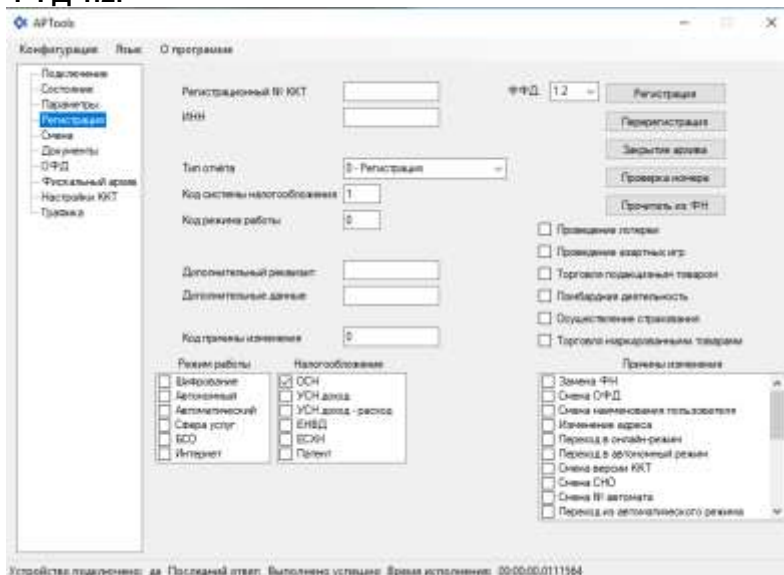 ФФД 1.2.
APTools
Конфигурация Язык О программе
Подключение
Состояние
Параметры
Регистрация
Смена
Документы
ОФД
Фискальный архив
Настройки ККТ
Графика
Регистрационный № ККТ
ФФД 1.2
Регистрация
ИНН
Перерегистрация
Закрытие архива
Тип отчёта 0 - Регистрация
Проверка номера
Код системы налогообложения 1
Прочитать из ФН
Код режима работы 0
Проведение лотереи
Проведение азартных игр
Дополнительный реквизит
Торговля подакцизным товаром
Дополнительные данные
Ломбардная деятельность
Осуществление страхования
Код причины изменения 0
Торговля маркированными товарами
Режим работы
Шифрование
Автономный
Автоматический
Сфера услуг
БСО
Интернет
Налогообложение
ОСН
УСН доход
УСН доход - расход
ЕНВД
ЕСХН
Патент
Причины изменения
Замена ФН
Смена ОФД
Смена наименования пользователя
Изменение адреса
Переход в онлайн-режим
Переход в автономный режим
Смена версии ККТ
Смена СНО
Смена № автомата
Переход из автоматического режима
Устройство подключено: да Последний ответ: Выполнено успешно Время исполнения: 00:00:00.0111564